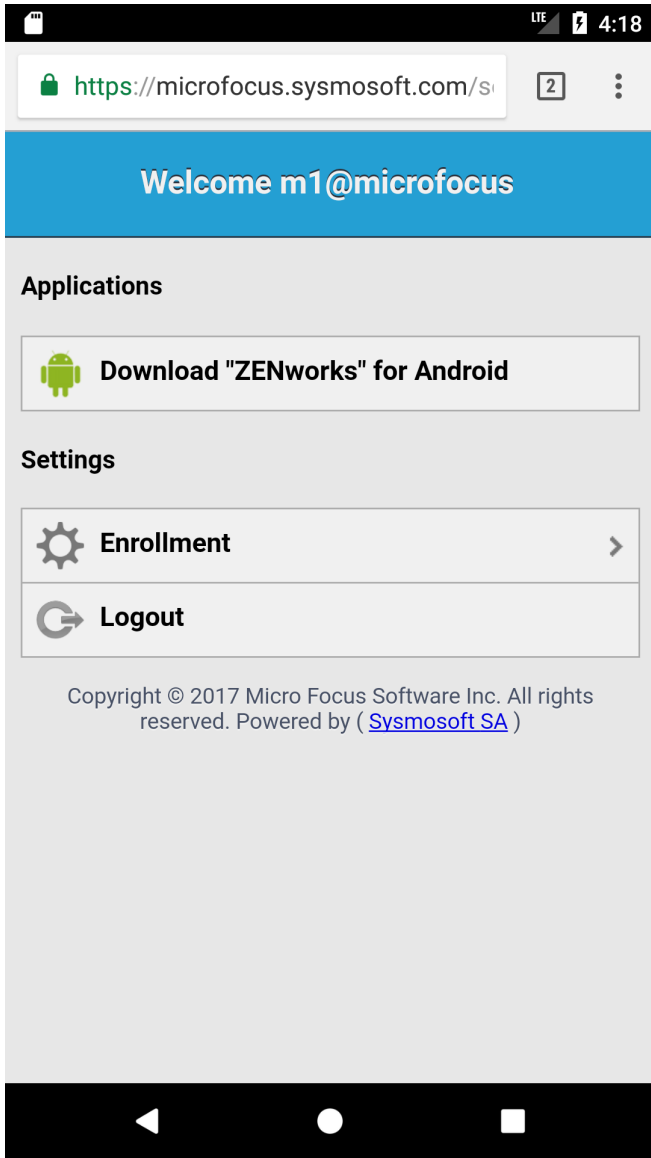 LTE 4:18
https://microfocus.sysmosoft.com/s
2
Welcome m1@microfocus
Applications
Download "ZENworks" for Android
Settings
Enrollment
Logout
Copyright © 2017 Micro Focus Software Inc. All rights
reserved. Powered by ( Sysmosoft SA )